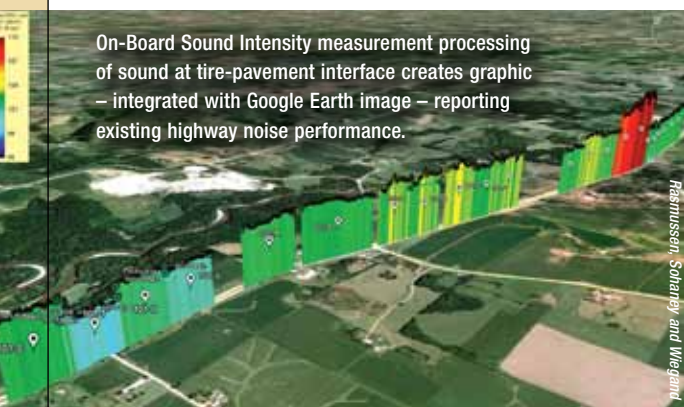 On-Board Sound Intensity measurement processing
of sound at tire-pavement interface creates graphic
– integrated with Google Earth image – reporting
existing highway noise performance.
Rasmussen, Sohaney and Wiegand